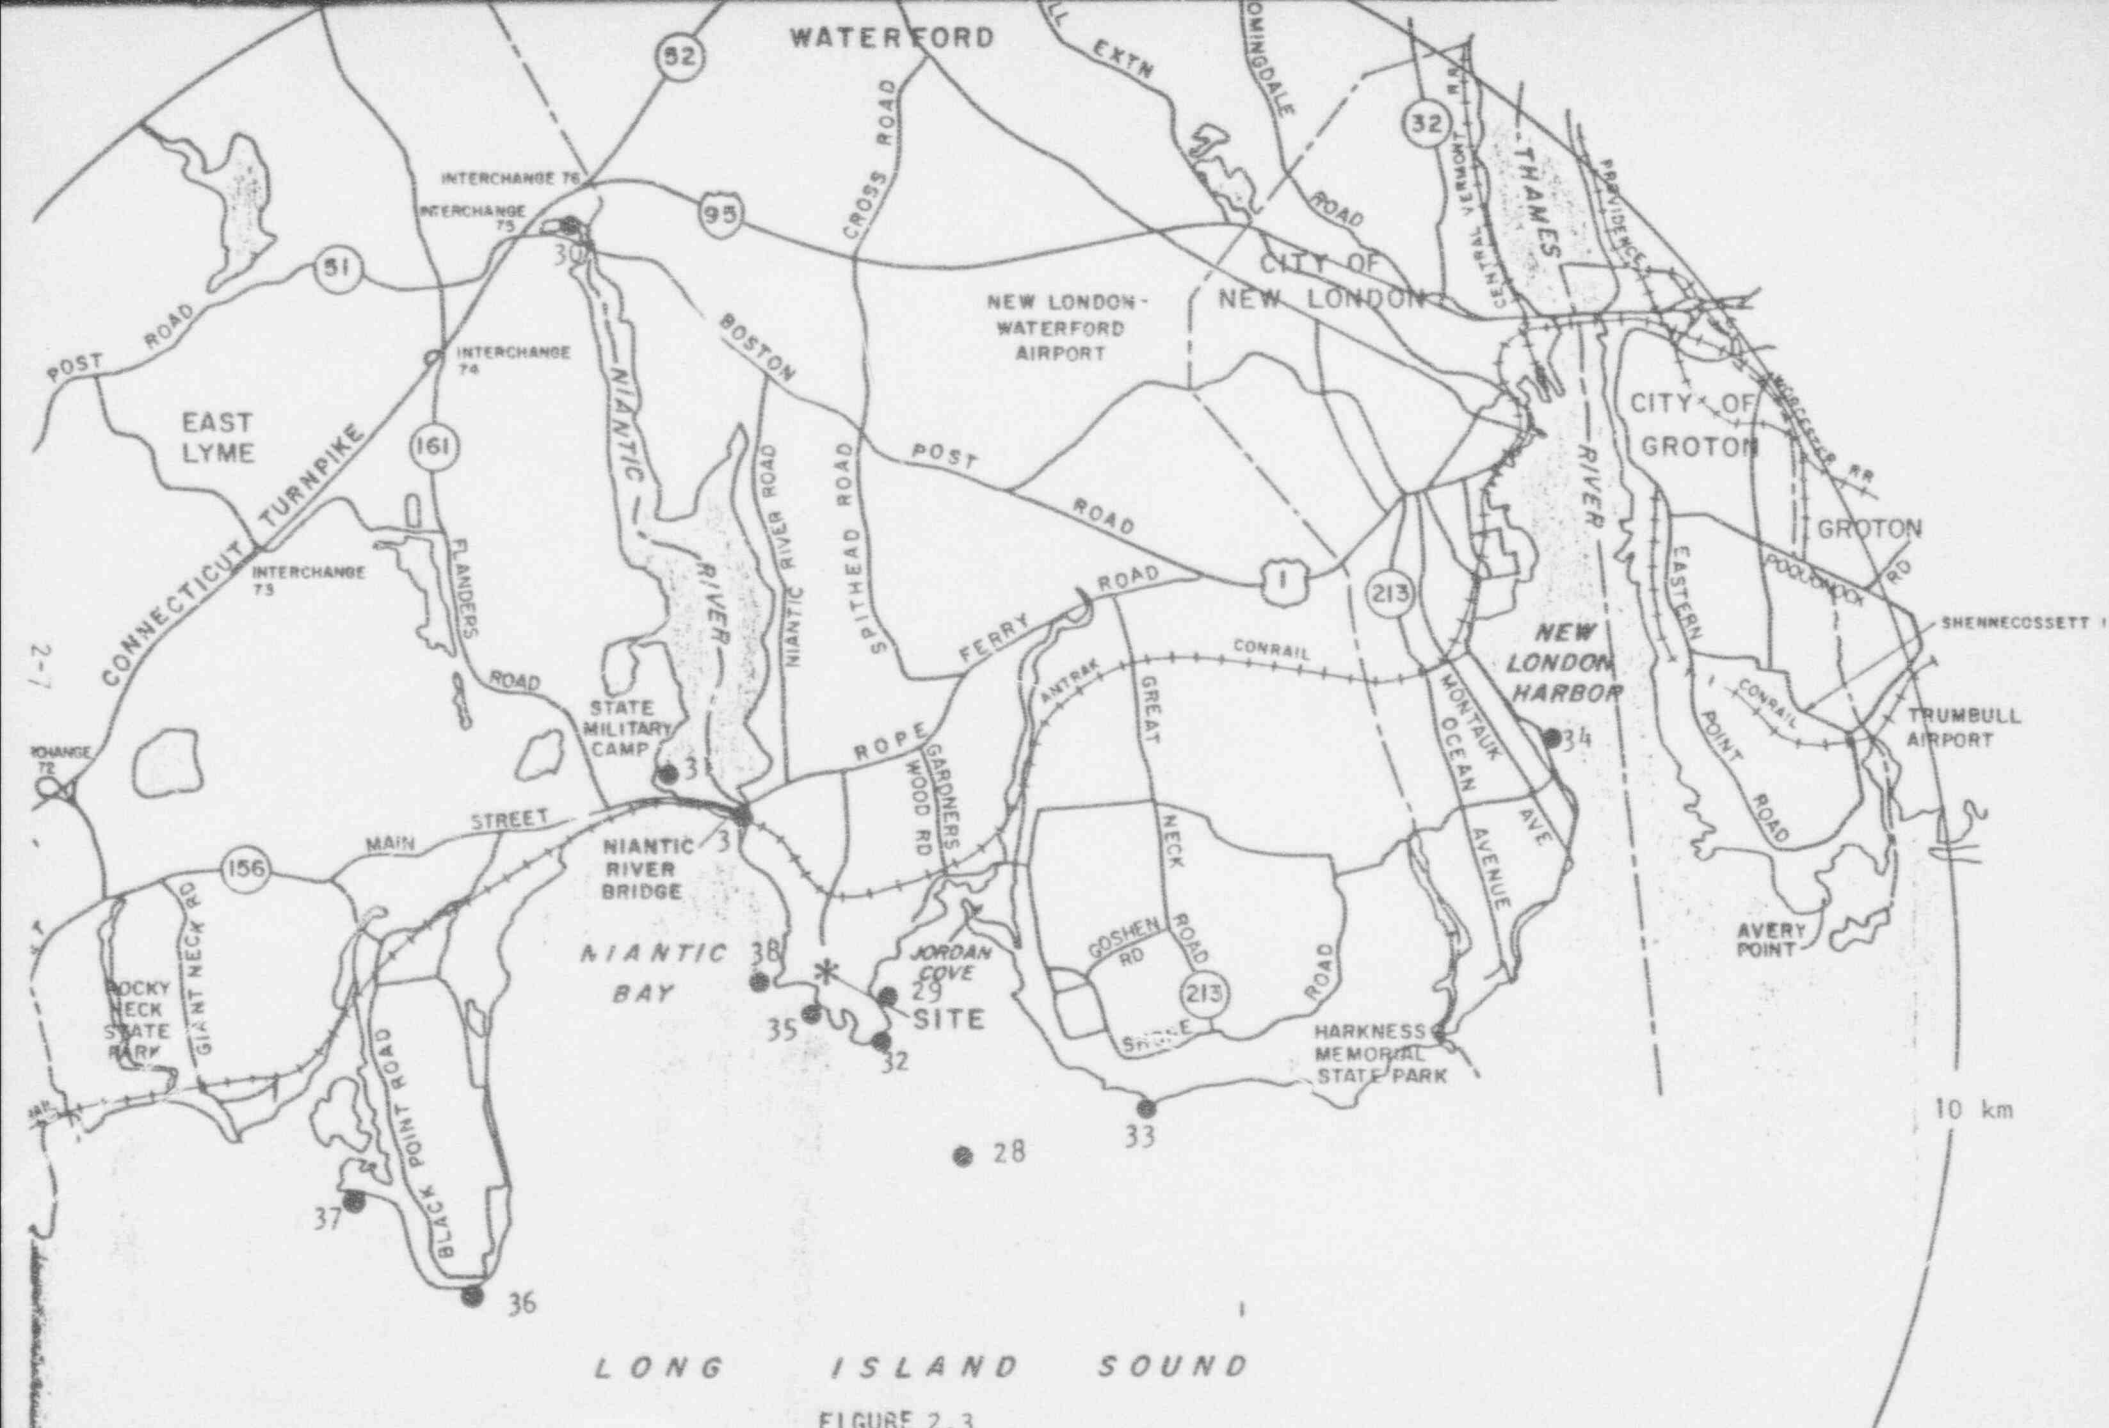 WATERFORD
52
EXTN
32
CROSS ROAD
THAMES
RIVER
CENTRAL VERMONT
R.R.
PROVIDENCE
WORCESTER RR
INTERCHANGE 76
INTERCHANGE
75
95
ROAD
30
51
CITY OF
NEW LONDON
NEW LONDON-
WATERFORD
AIRPORT
POST ROAD
INTERCHANGE
74
BOSTON
POST
ROAD
NIANTIC
RIVER
EAST
LYME
CONNECTICUT TURNPIKE
161
CITY OF
GROTON
GROTON
NIANTIC RIVER ROAD
SPITHEAD ROAD
INTERCHANGE
73
FLANDERS
ROAD
1
213
EASTERN
POINT
ROAD
POQUONOCK
RD
SHENNECOSSETT
FERRY
ROAD
ROPE
CONRAIL
GREAT
NECK
ROAD
MONTAUK
AVE
OCEAN
AVENUE
NEW
LONDON
HARBOR
34
CONRAIL
TRUMBULL
AIRPORT
2-7
72
STATE
MILITARY
CAMP
31
GARDNERS
WOOD RD
MAIN
STREET
156
NIANTIC
RIVER
BRIDGE
3
GIANT NECK RD
NIANTIC
BAY
38
JORDAN
COVE
29
SITE
35
32
GOSHEN
RD
213
ROAD
AVERY
POINT
ROCKY
NECK
STATE
PARK
HARKNESS
MEMORIAL
STATE PARK
BLACK POINT ROAD
10 km
33
28
37
36
LONG ISLAND SOUND
FIGURE 2.3